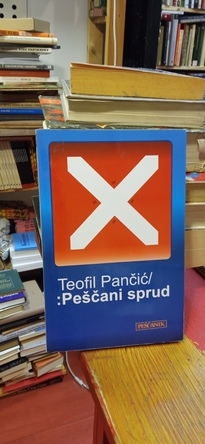 Teofil Pančić/
:Peščani sprud
PEŠČANIK